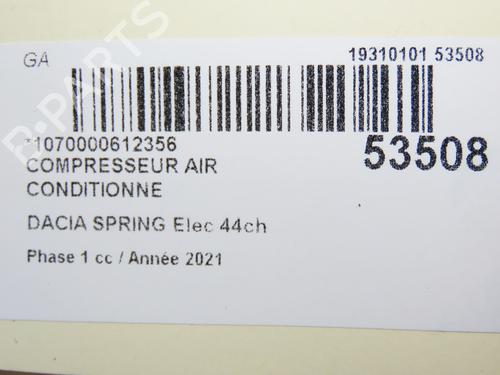 GA
19310101 53508
*1070000612356
53508
COMPRESSEUR AIR
CONDITIONNE
DACIA SPRING Elec 44ch
Phase 1 cc / Année 2021
B-PARTS